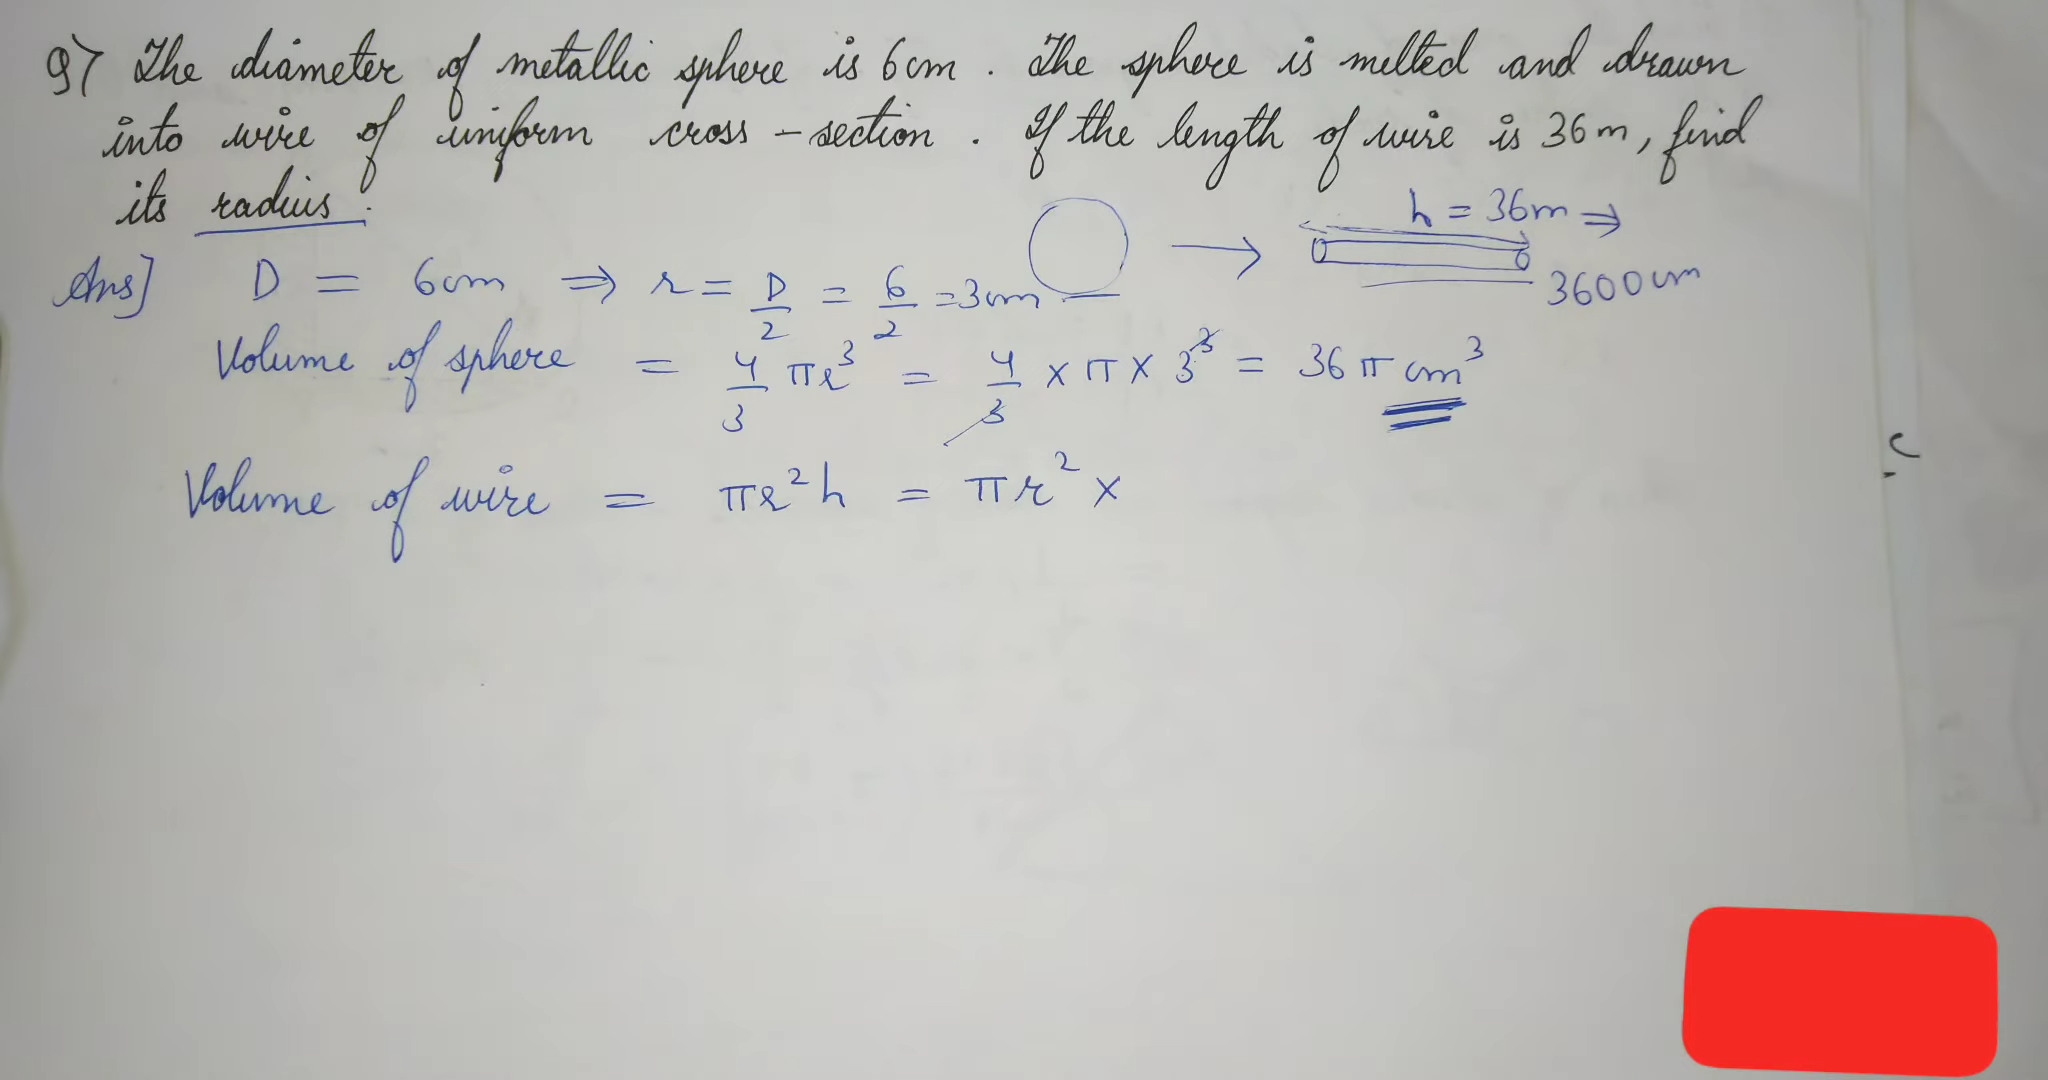 9) The diameter of metallic sphere is 6cm. The sphere is melted and drawn
into wire of uniform cross-section. If the length of wire is 36m, find
its radius.
h = 36m ⇒
3600cm
Ans] D = 6cm ⇒ r = D/2 = 6/2 = 3cm
Volume of sphere = 4/3 πr³ = 4/3 × π × 3³ = 36π cm³
Volume of wire = πr²h = πr² ×